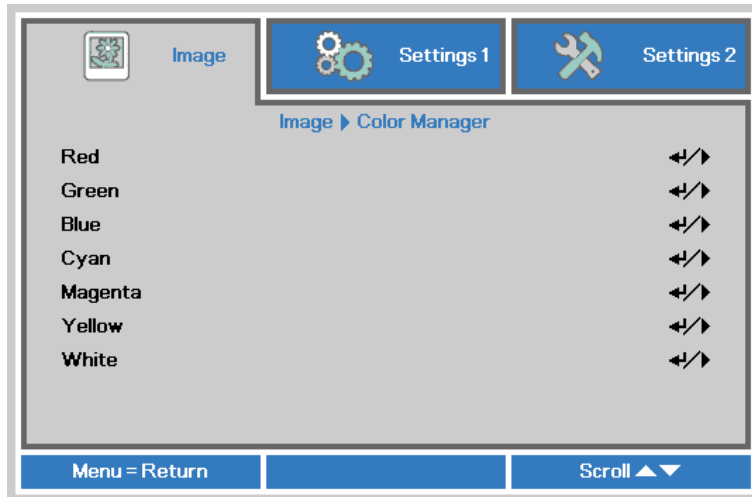 Image
Settings 1
Settings 2
Image ▶ Color Manager
Red ↵/▶
Green ↵/▶
Blue ↵/▶
Cyan ↵/▶
Magenta ↵/▶
Yellow ↵/▶
White ↵/▶
Menu = Return
Scroll ▲▼